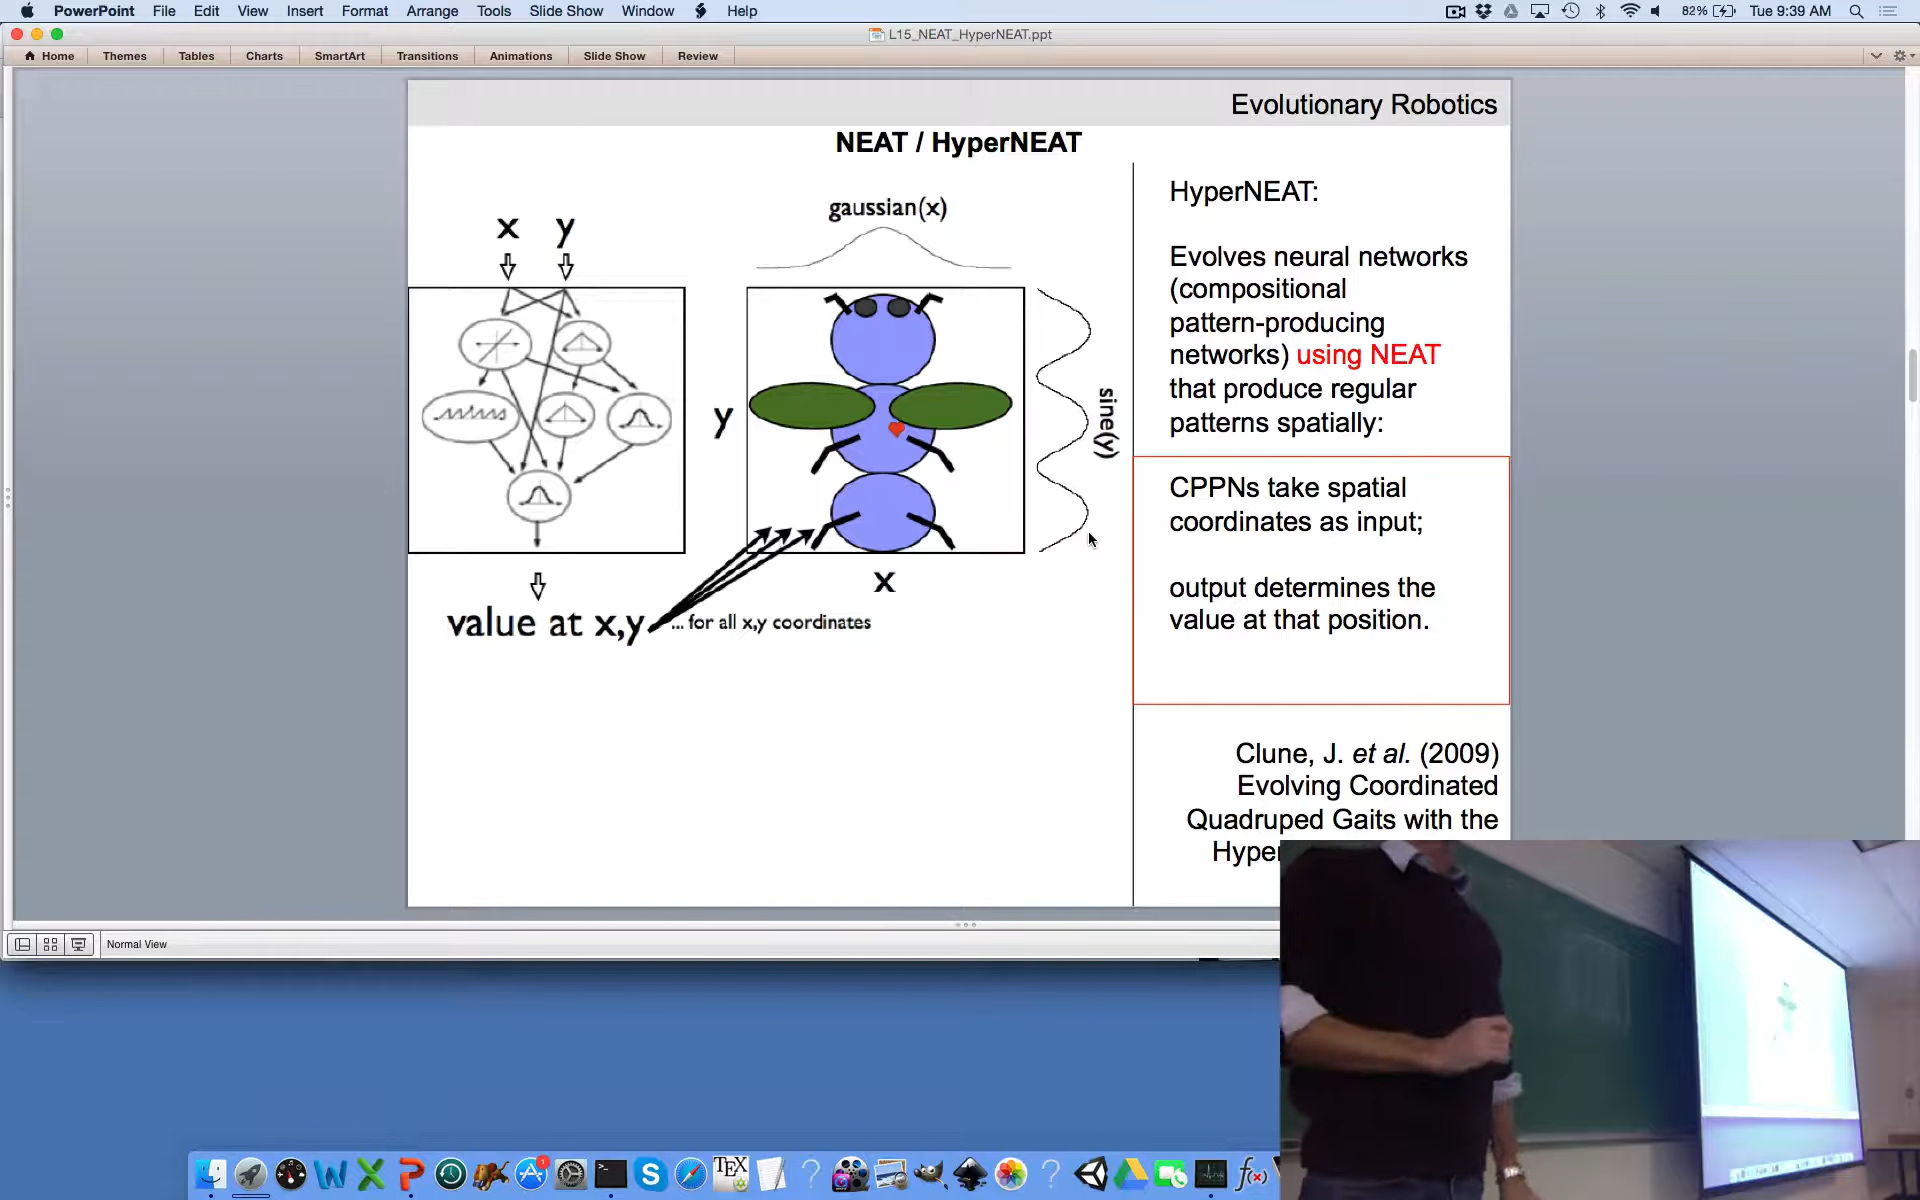 PowerPoint File Edit View Insert Format Arrange Tools Slide Show Window Help 82% Tue 9:39 AM
L15_NEAT_HyperNEAT.ppt
Home Themes Tables Charts SmartArt Transitions Animations Slide Show Review
Evolutionary Robotics
NEAT / HyperNEAT
x y
value at x,y
... for all x,y coordinates
gaussian(x)
y
x
sine(y)
HyperNEAT:
Evolves neural networks
(compositional
pattern-producing
networks) using NEAT
that produce regular
patterns spatially:
CPPNs take spatial
coordinates as input;
output determines the
value at that position.
Clune, J. et al. (2009)
Evolving Coordinated
Quadruped Gaits with the
Hyper
Normal View
TEX